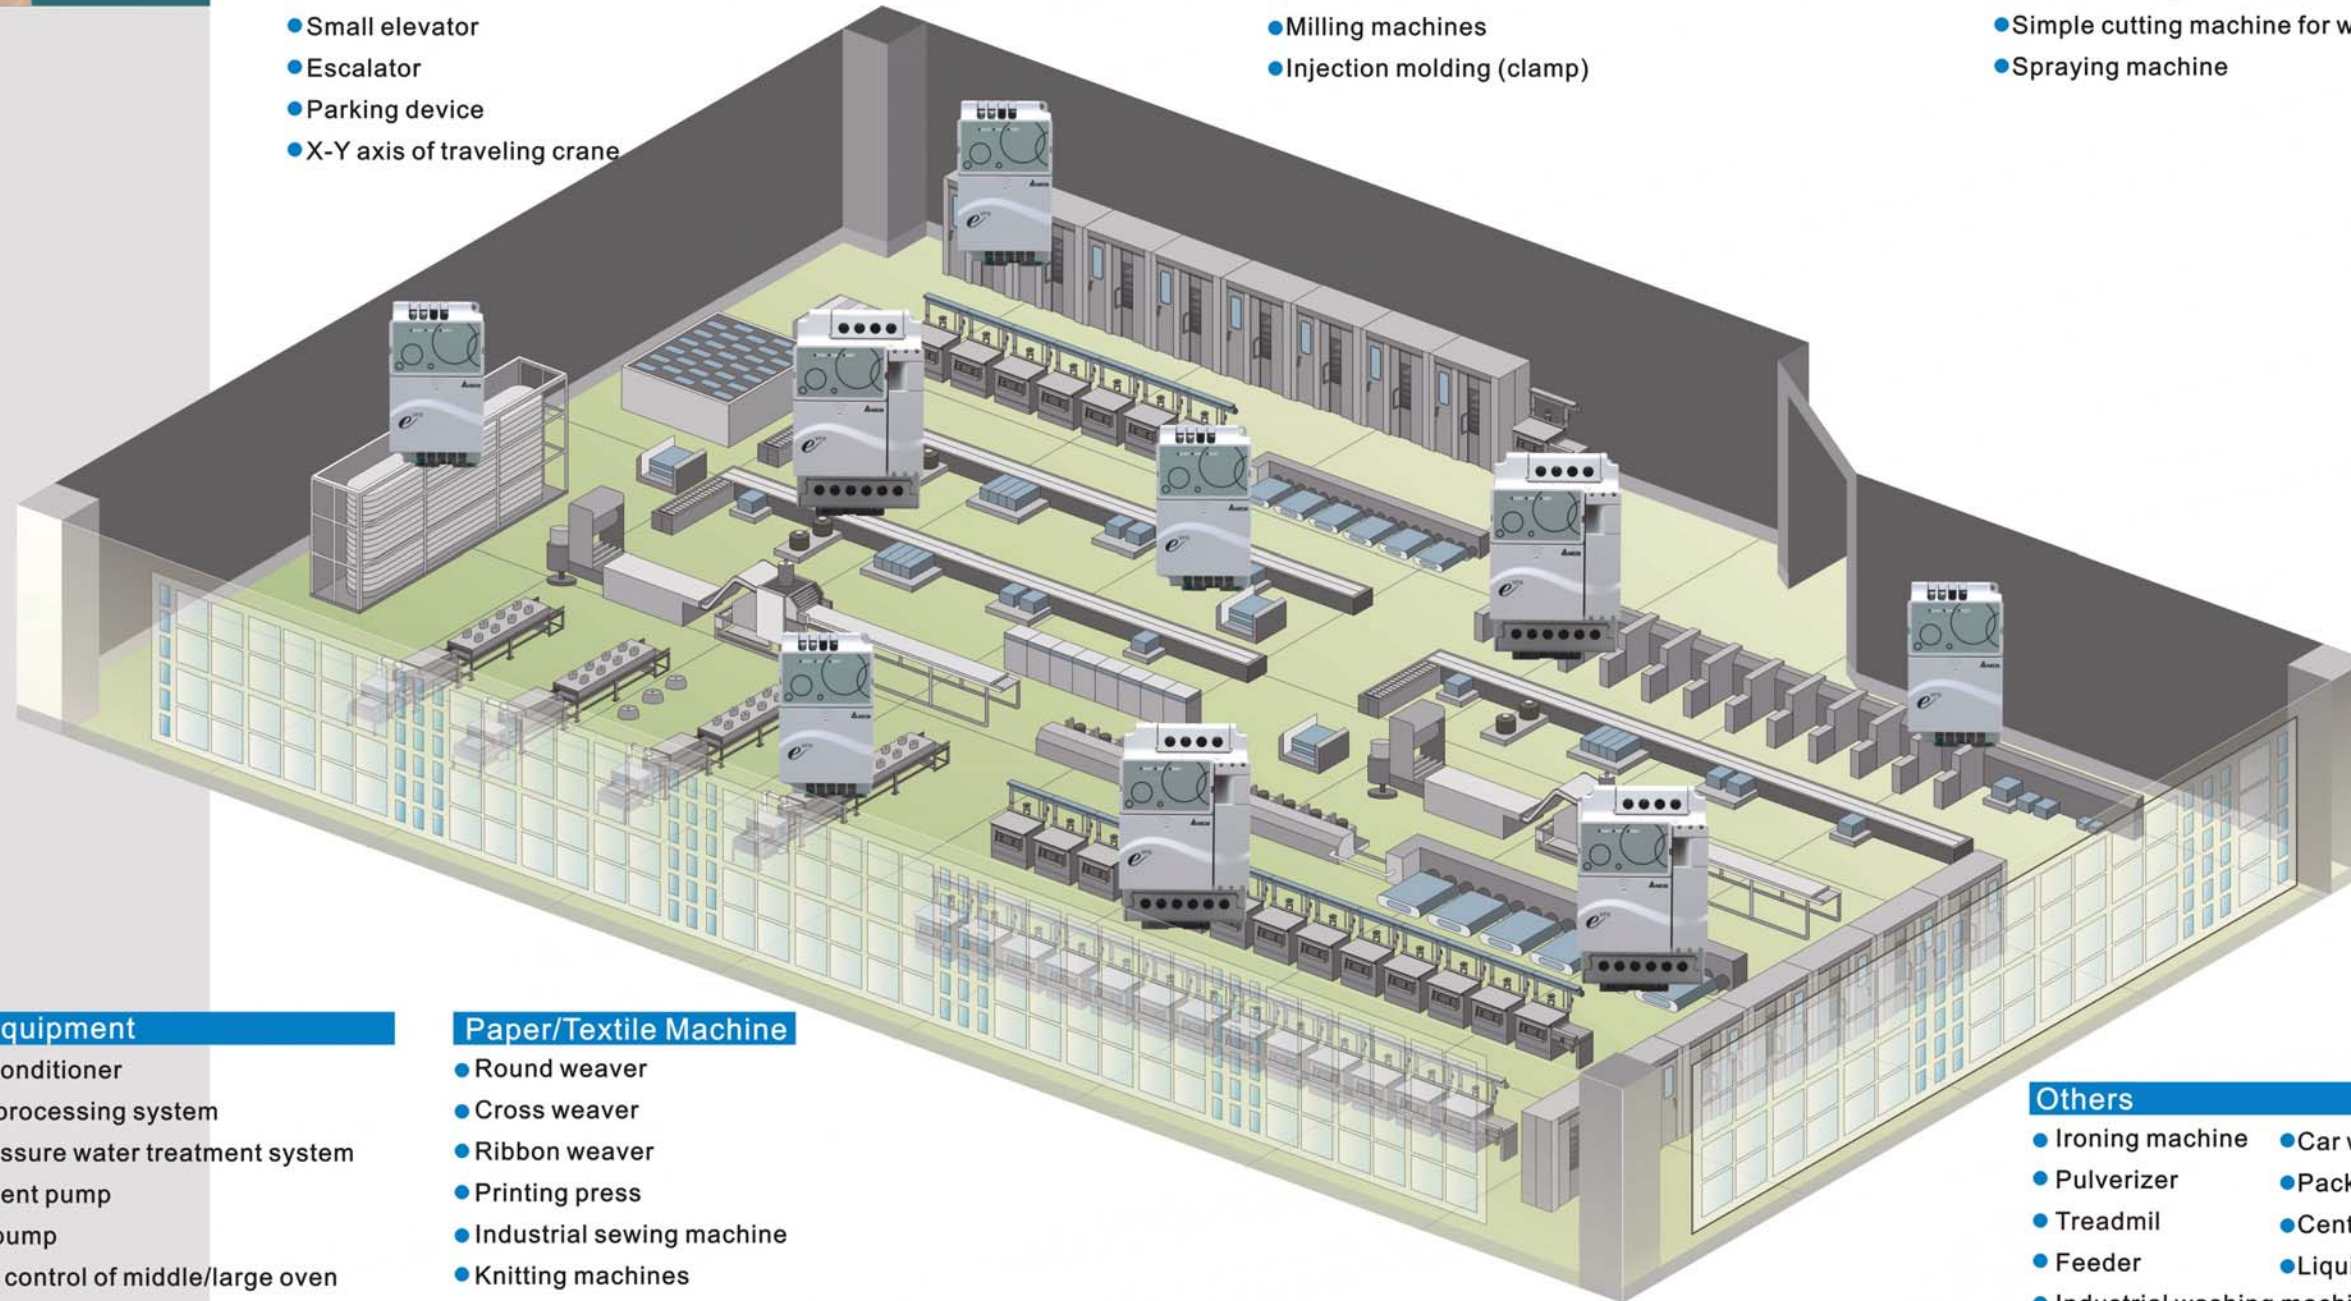 Small elevator
Escalator
Parking device
X-Y axis of traveling crane
Milling machines
Injection molding (clamp)
Simple cutting machine for w
Spraying machine
quipment
onditioner
processing system
ssure water treatment system
ent pump
pump
control of middle/large oven
Paper/Textile Machine
Round weaver
Cross weaver
Ribbon weaver
Printing press
Industrial sewing machine
Knitting machines
Others
Ironing machine
Pulverizer
Treadmil
Feeder
Car
Pack
Cent
Liqui